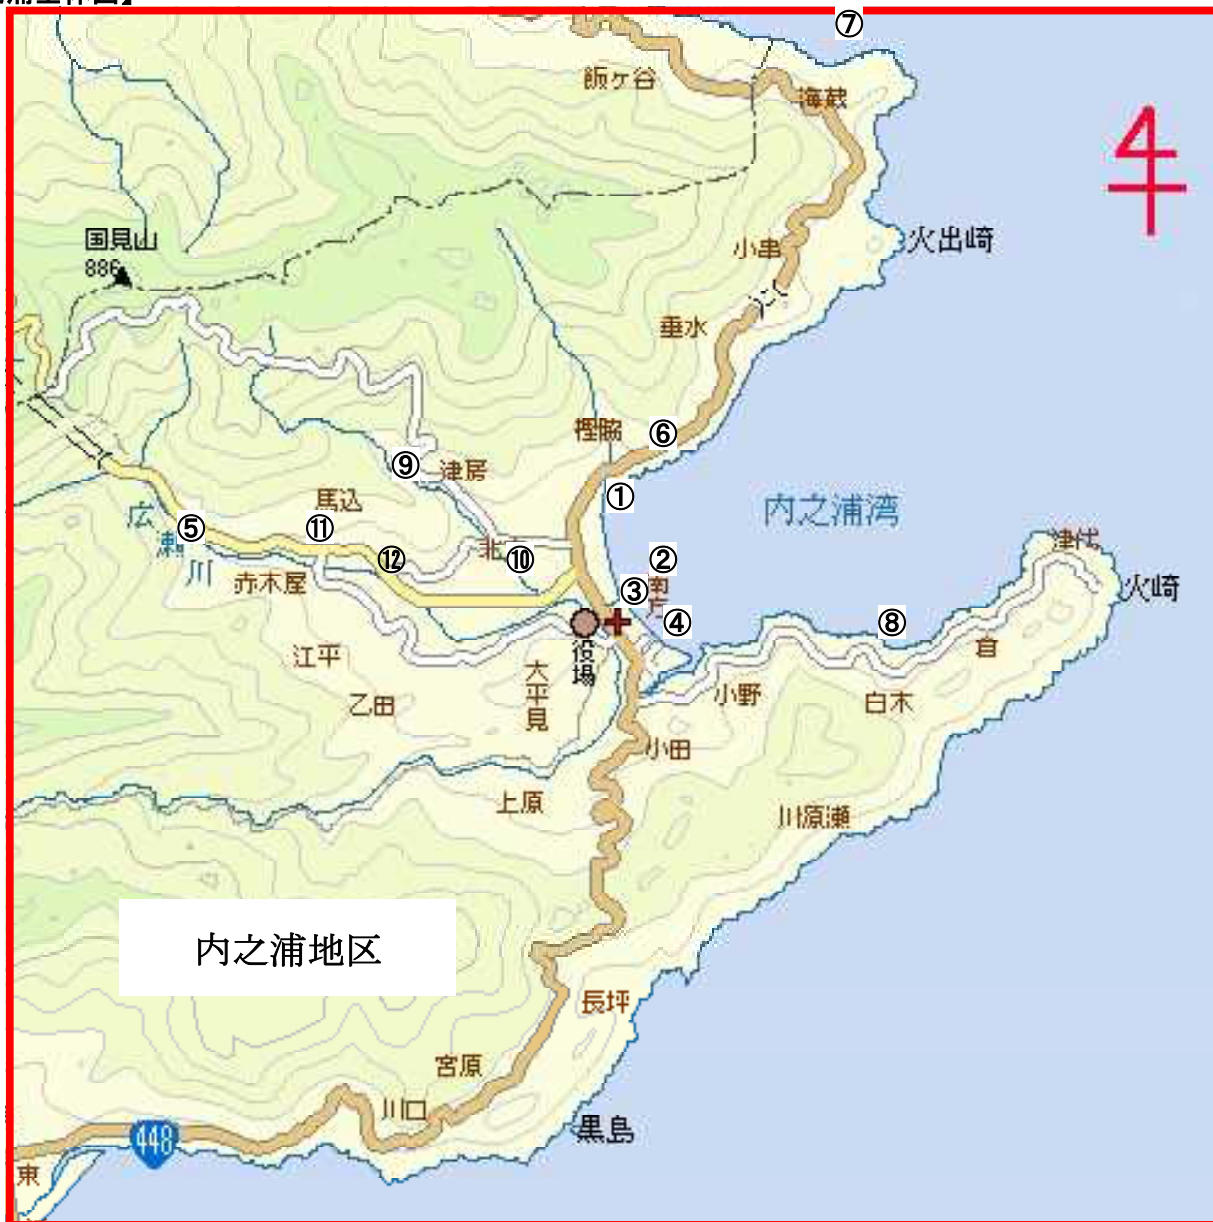 ⑦
飯ヶ谷
海蔵
国見山
886
火出崎
小串
垂水
樫脇
⑥
⑨
津房
①
内之浦湾
馬込
広瀬川
⑤
⑪
⑫
⑩
②
津代
火崎
赤木屋
③
南方
④
⑧
役場
倉
江平
大平見
乙田
小野
白木
小田
上原
川原瀬
内之浦地区
長坪
宮原
川口
黒島
448
東